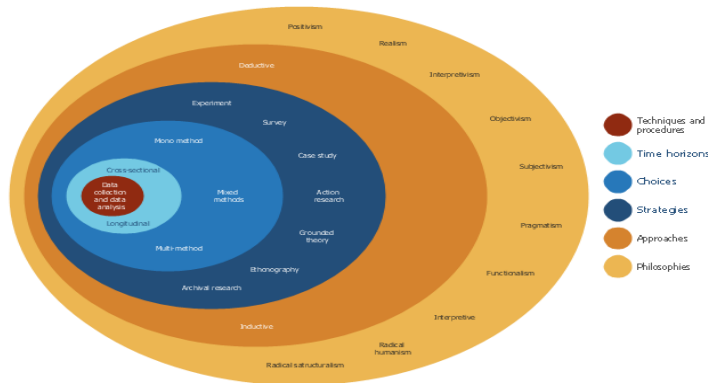 Positivism
Realism
Deductive
Interpretivism
Experiment
Survey
Objectivism
Mono method
Case study
Cross-sectional
Subjectivism
Data
collection
and data
analysis
Mixed
methods
Action
research
Longitudinal
Pragmatism
Grounded
theory
Multi-method
Ethonography
Functionalism
Archival research
Interpretive
Inductive
Radical
humanism
Radical satructuralism
Techniques and
procedures
Time horizons
Choices
Strategies
Approaches
Philosophies